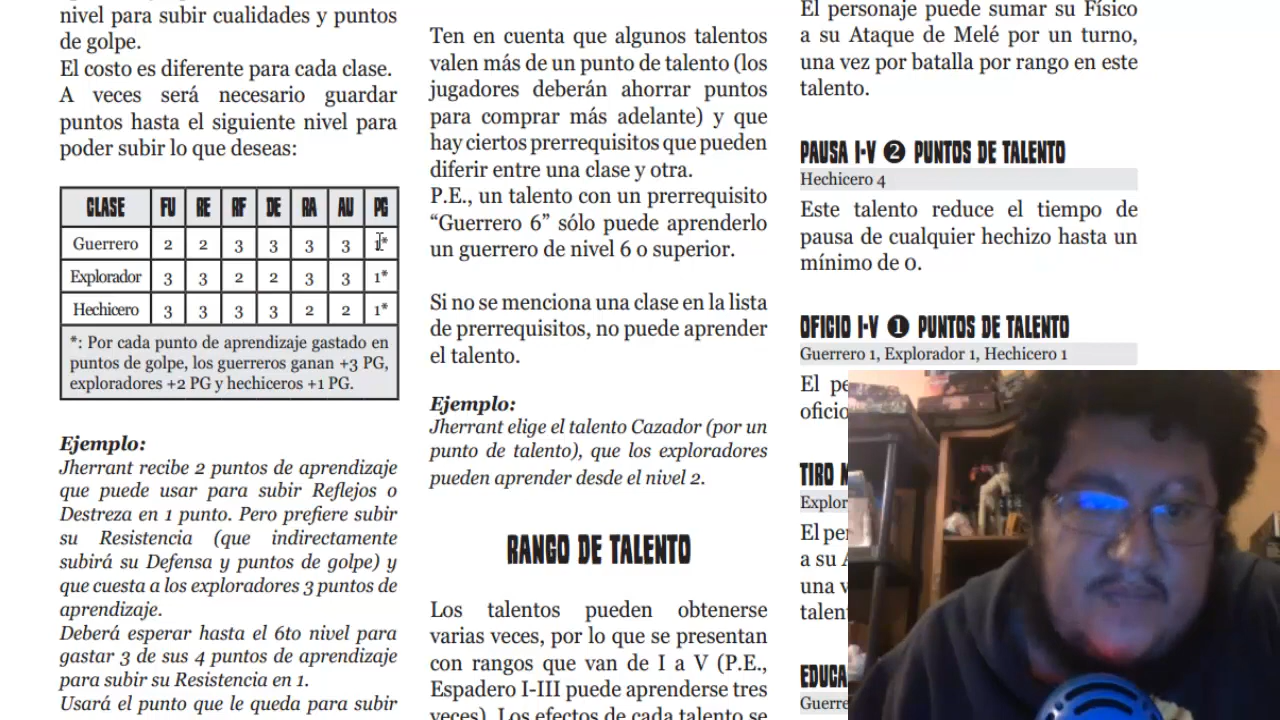 nivel para subir cualidades y puntos
de golpe.
El costo es diferente para cada clase.
A veces será necesario guardar
puntos hasta el siguiente nivel para
poder subir lo que deseas:
CLASE FU RE RF DE RA AU PG
Guerrero 2 2 3 3 3 3 1*
Explorador 3 3 2 2 3 3 1*
Hechicero 3 3 3 3 2 2 1*
*: Por cada punto de aprendizaje gastado en
puntos de golpe, los guerreros ganan +3 PG,
exploradores +2 PG y hechiceros +1 PG.
Ejemplo:
Jherrant recibe 2 puntos de aprendizaje
que puede usar para subir Reflejos o
Destreza en 1 punto. Pero prefiere subir
su Resistencia (que indirectamente
subirá su Defensa y puntos de golpe) y
que cuesta a los exploradores 3 puntos de
aprendizaje.
Deberá esperar hasta el 6to nivel para
gastar 3 de sus 4 puntos de aprendizaje
para subir su Resistencia en 1.
Usará el punto que le queda para subir
Ten en cuenta que algunos talentos
valen más de un punto de talento (los
jugadores deberán ahorrar puntos
para comprar más adelante) y que
hay ciertos prerrequisitos que pueden
diferir entre una clase y otra.
P.E., un talento con un prerrequisito
“Guerrero 6” sólo puede aprenderlo
un guerrero de nivel 6 o superior.
Si no se menciona una clase en la lista
de prerrequisitos, no puede aprender
el talento.
Ejemplo:
Jherrant elige el talento Cazador (por un
punto de talento), que los exploradores
pueden aprender desde el nivel 2.
RANGO DE TALENTO
Los talentos pueden obtenerse
varias veces, por lo que se presentan
con rangos que van de I a V (P.E.,
Espadero I-III puede aprenderse tres
veces). Los efectos de cada talento se
El personaje puede sumar su Físico
a su Ataque de Melé por un turno,
una vez por batalla por rango en este
talento.
PAUSA I-V ❷ PUNTOS DE TALENTO
Hechicero 4
Este talento reduce el tiempo de
pausa de cualquier hechizo hasta un
mínimo de 0.
OFICIO I-V ❶ PUNTOS DE TALENTO
Guerrero 1, Explorador 1, Hechicero 1
El pe
oficio
TIRO
Explor
El per
a su
una v
talen
EDUCA
Guerre